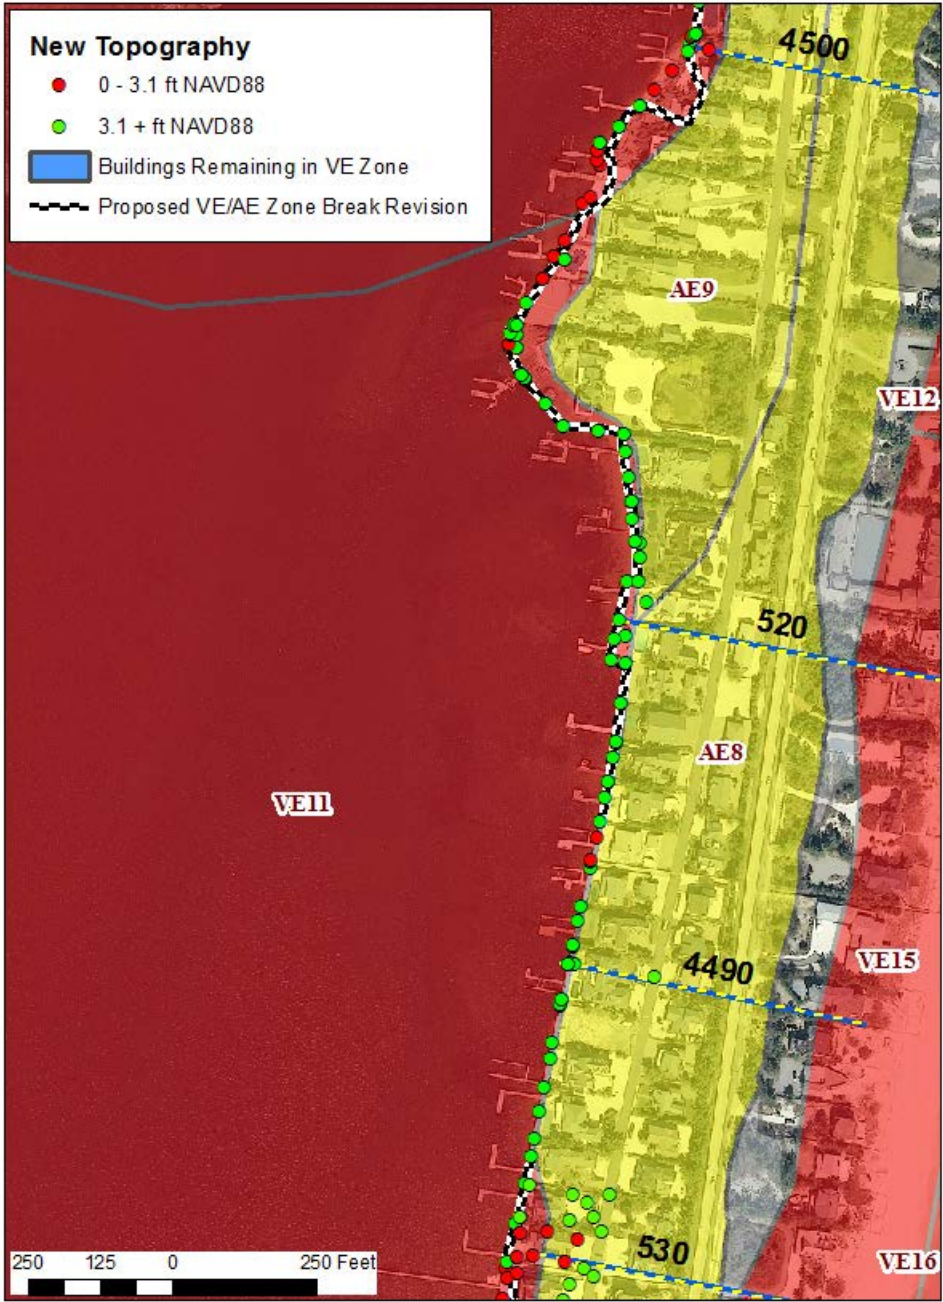 New Topography
0 - 3.1 ft NAVD88
3.1 + ft NAVD88
Buildings Remaining in VE Zone
Proposed VE/AE Zone Break Revision
4500
AE9
VE12
520
AE8
VE11
VE15
4490
530
VE16
250 125 0 250 Feet